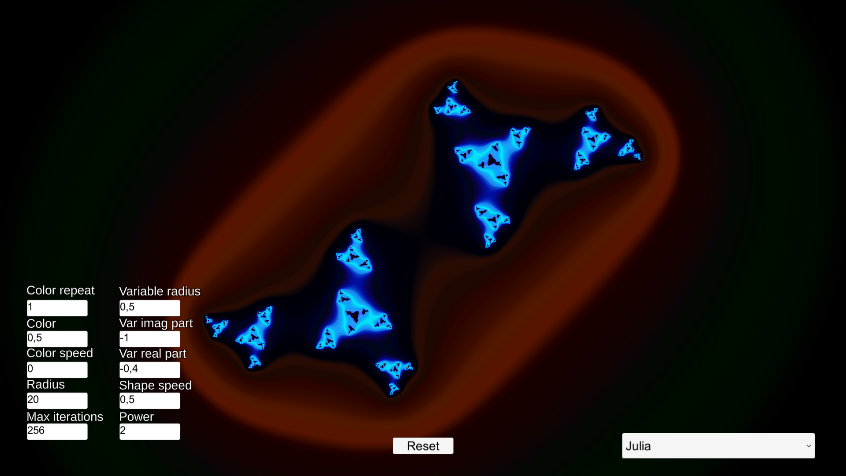 Color repeat
1
Color
0,5
Color speed
0
Radius
20
Max iterations
256
Variable radius
0,5
Var imag part
-1
Var real part
-0,4
Shape speed
0,5
Power
2
Reset
Julia